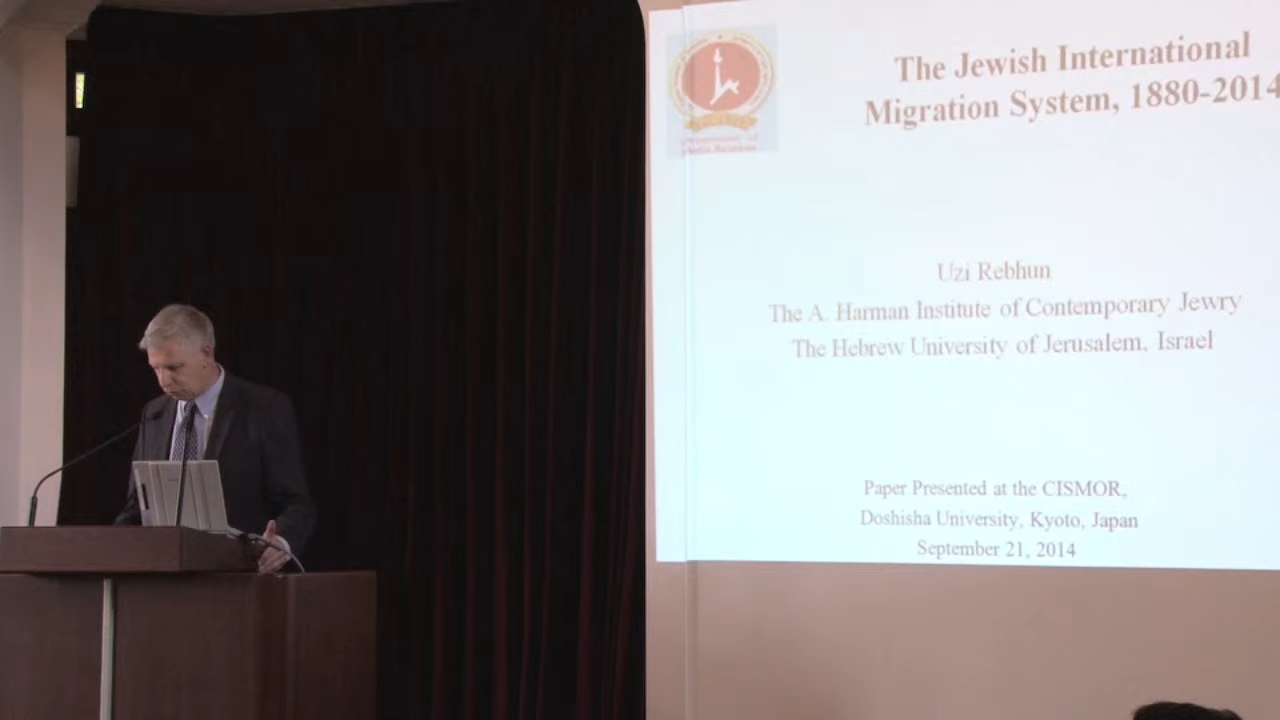 The Jewish International
Migration System, 1880-2014
Uzi Rebhun
The A. Harman Institute of Contemporary Jewry
The Hebrew University of Jerusalem, Israel
Paper Presented at the CISMOR,
Doshisha University, Kyoto, Japan
September 21, 2014